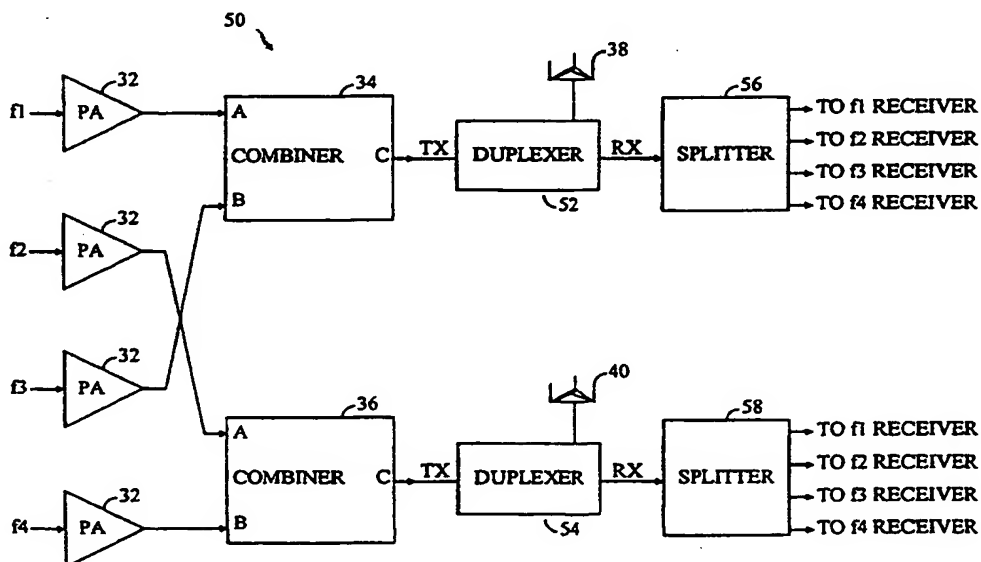 50
32
f1
PA
34
A
COMBINER
C
B
TX
38
DUPLEXER
52
RX
56
SPLITTER
TO f1 RECEIVER
TO f2 RECEIVER
TO f3 RECEIVER
TO f4 RECEIVER
32
f2
PA
32
f3
PA
32
f4
PA
36
A
COMBINER
C
B
TX
40
DUPLEXER
54
RX
58
SPLITTER
TO f1 RECEIVER
TO f2 RECEIVER
TO f3 RECEIVER
TO f4 RECEIVER